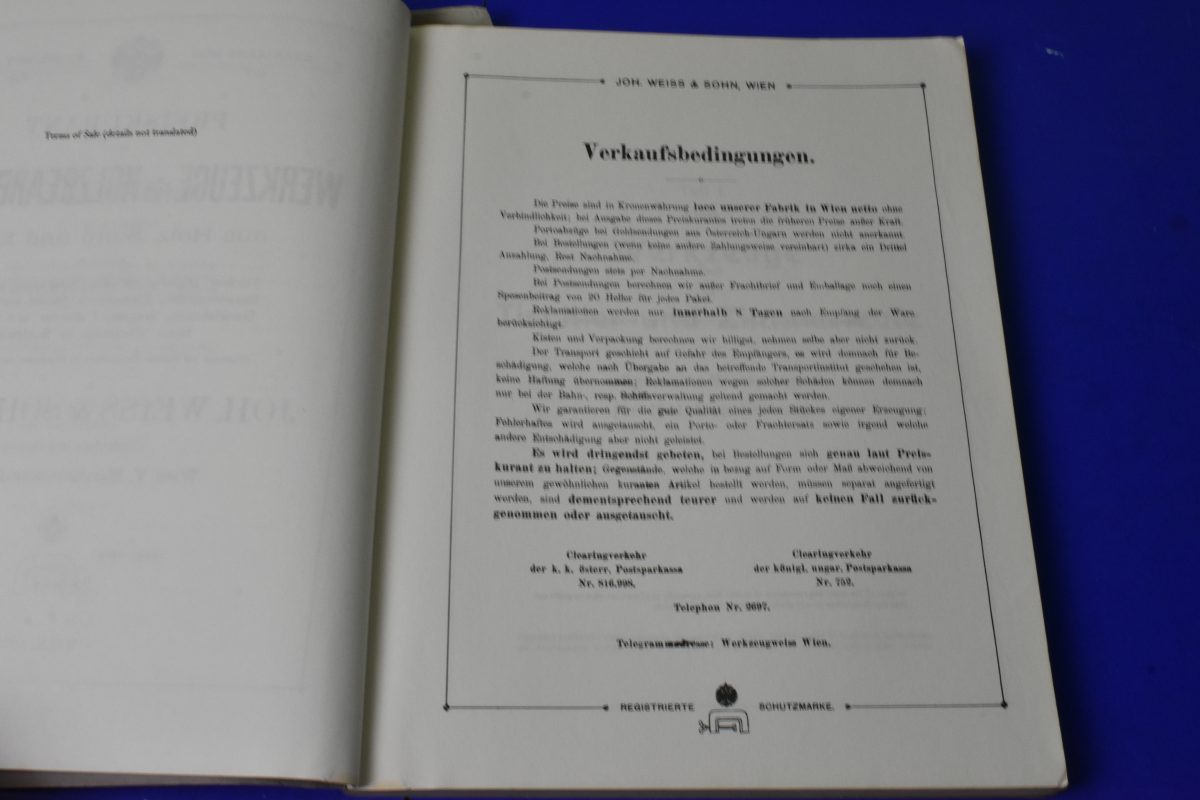 Terms of Sale (details not translated)
JOH. WEISS & SOHN, WIEN
Verkaufsbedingungen.
Die Preise sind in Kronenwährung loco unserer Fabrik in Wien netto ohne
Verbindlichkeit; bei Ausgabe dieses Preiskurantes treten die früheren Preise außer Kraft.
Portoabzüge bei Geldsendungen aus Österreich-Ungarn werden nicht anerkannt.
Bei Bestellungen (wenn keine andere Zahlungsweise vereinbart) zirka ein Drittel
Anzahlung, Rest Nachnahme.
Postsendungen stets per Nachnahme.
Bei Postsendungen berechnen wir außer Frachtbrief und Emballage noch einen
Spesenbeitrag von 20 Heller für jedes Paket.
Reklamationen werden nur innerhalb 8 Tagen nach Empfang der Ware
berücksichtigt.
Kisten und Verpackung berechnen wir billigst, nehmen selbe aber nicht zurück.
Der Transport geschieht auf Gefahr des Empfängers, es wird demnach für Be-
schädigung, welche nach Übergabe an das betreffende Transportinstitut geschehen ist,
keine Haftung übernommen; Reklamationen wegen solcher Schäden können demnach
nur bei der Bahn-, resp. Schiffsverwaltung geltend gemacht werden.
Wir garantieren für die gute Qualität eines jeden Stückes eigener Erzeugung;
Fehlerhaftes wird ausgetauscht, ein Porto- oder Frachtersatz sowie irgend welche
andere Entschädigung aber nicht geleistet.
Es wird dringendst gebeten, bei Bestellungen sich genau laut Preis-
kurant zu halten; Gegenstände, welche in bezug auf Form oder Maß abweichend von
unserem gewöhnlichen kuranten Artikel bestellt werden, müssen separat angefertigt
werden, sind dementsprechend teurer und werden auf keinen Fall zurück-
genommen oder ausgetauscht.
Clearingverkehr
der k. k. österr. Postsparkassa
Nr. 816.998.
Clearingverkehr
der königl. ungar. Postsparkassa
Nr. 752.
Telephon Nr. 2697.
Telegrammadresse: Werkzeugweiss Wien.
REGISTRIERTE SCHUTZMARKE.